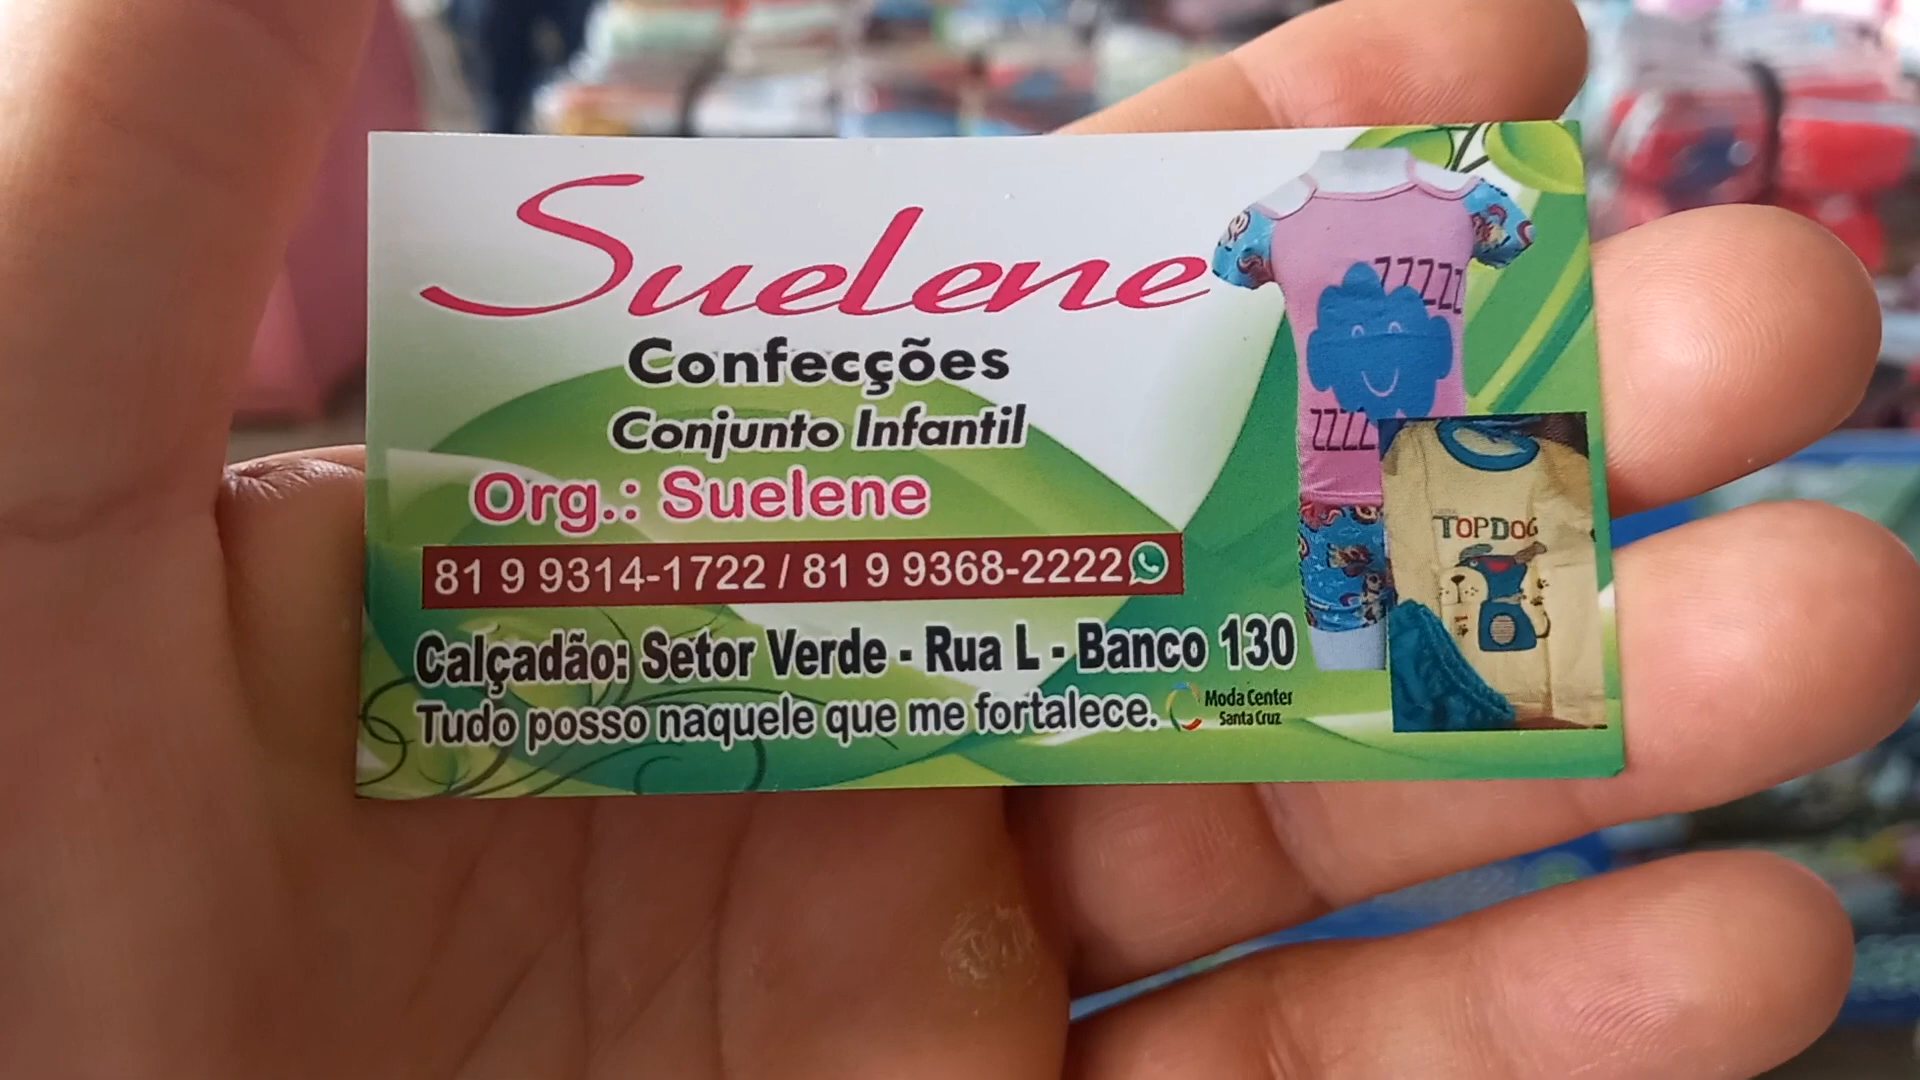 Suelene
Confecções
Conjunto Infantil
Org.: Suelene
81 9 9314-1722 / 81 9 9368-2222
Calçadão: Setor Verde - Rua L - Banco 130
Tudo posso naquele que me fortalece.
Moda Center
Santa Cruz
ZZZZZ
ZZZZ
TOPDOG